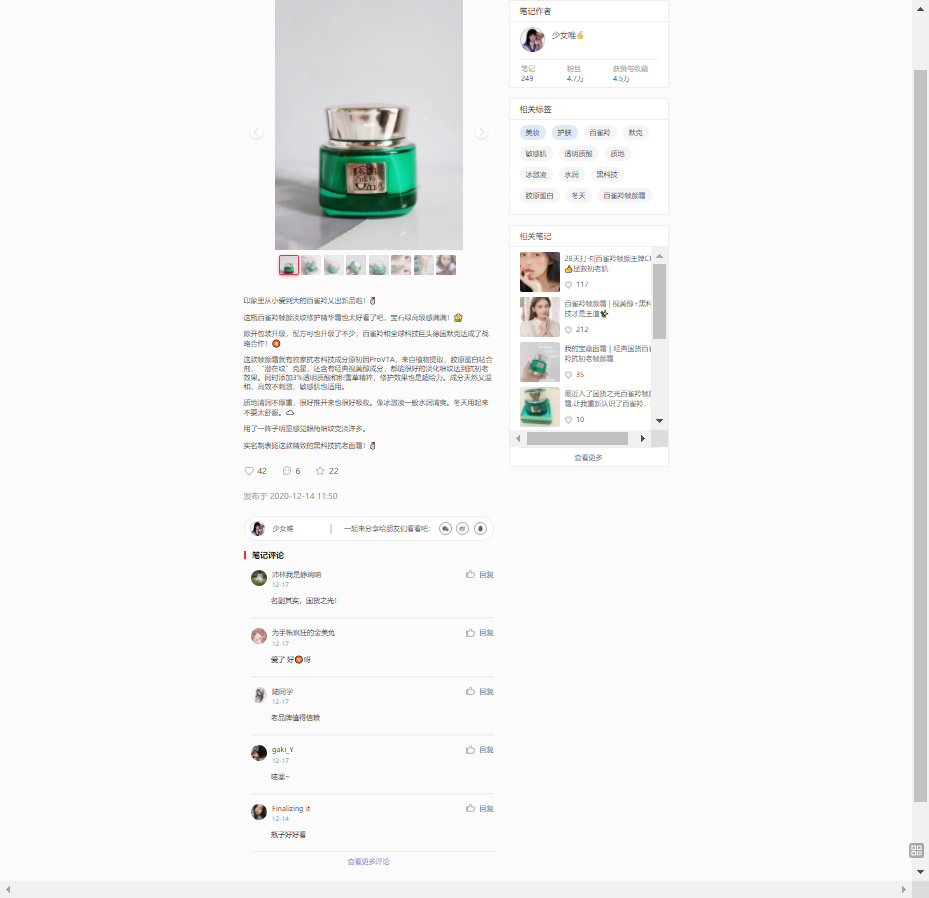 印象里从小爱到大的百雀羚又出新品啦！
这瓶百雀羚帧颜淡纹修护精华霜也太好看了吧，宝石绿高级感满满！
除开包装升级，配方可也升级了不少，百雀羚和全球科技巨头德国默克达成了战
略合作！
这款帧颜霜就有独家抗老科技成分原初因ProVTA，来自植物提取，胶原蛋白粘合
剂，“潜在纹”克星，还含有经典视黄醇成分，都能很好的淡化细纹达到抗初老
效果。同时添加3%透明质酸和积雪草精粹，修护效果也是超给力。成分天然又温
和，高效不刺激，敏感肌也适用。
质地清润不厚重，很好推开来也很好吸收。像冰激凌一般水润清爽。冬天用起来
不要太舒服。
用了一阵子明显感觉眼角细纹变淡许多。
实名制表扬这款精致的黑科技抗老面霜！
42 6 22
发布于 2020-12-14 11:50
少女唯 | 一起来分享给朋友们看看吧：
笔记评论
沛林我是静琬呐 回复
12-17
名副其实，国货之光！
为手帐疯狂的金美兔 回复
12-17
爱了 好 呀
陆同学 回复
12-17
老品牌值得信赖
gaki_Y 回复
12-17
哇塞~
Finalizing it 回复
12-14
瓶子好好看
查看更多评论
笔记作者
少女唯
笔记 粉丝 获赞与收藏
249 4.7万 4.5万
相关标签
美妆 护肤 百雀羚 默克
敏感肌 透明质酸 质地
冰激凌 水润 黑科技
胶原蛋白 冬天 百雀羚帧颜霜
相关笔记
28天打卡|百雀羚帧颜王牌CI
拯救初老肌
117
百雀羚帧颜霜 | 视黄醇+黑科
技才是王道
212
我的宝藏面霜 | 经典国货百雀
羚抗初老帧颜霜
35
最近入了国货之光百雀羚帧颜
霜.让我重新认识了百雀羚，
10
查看更多